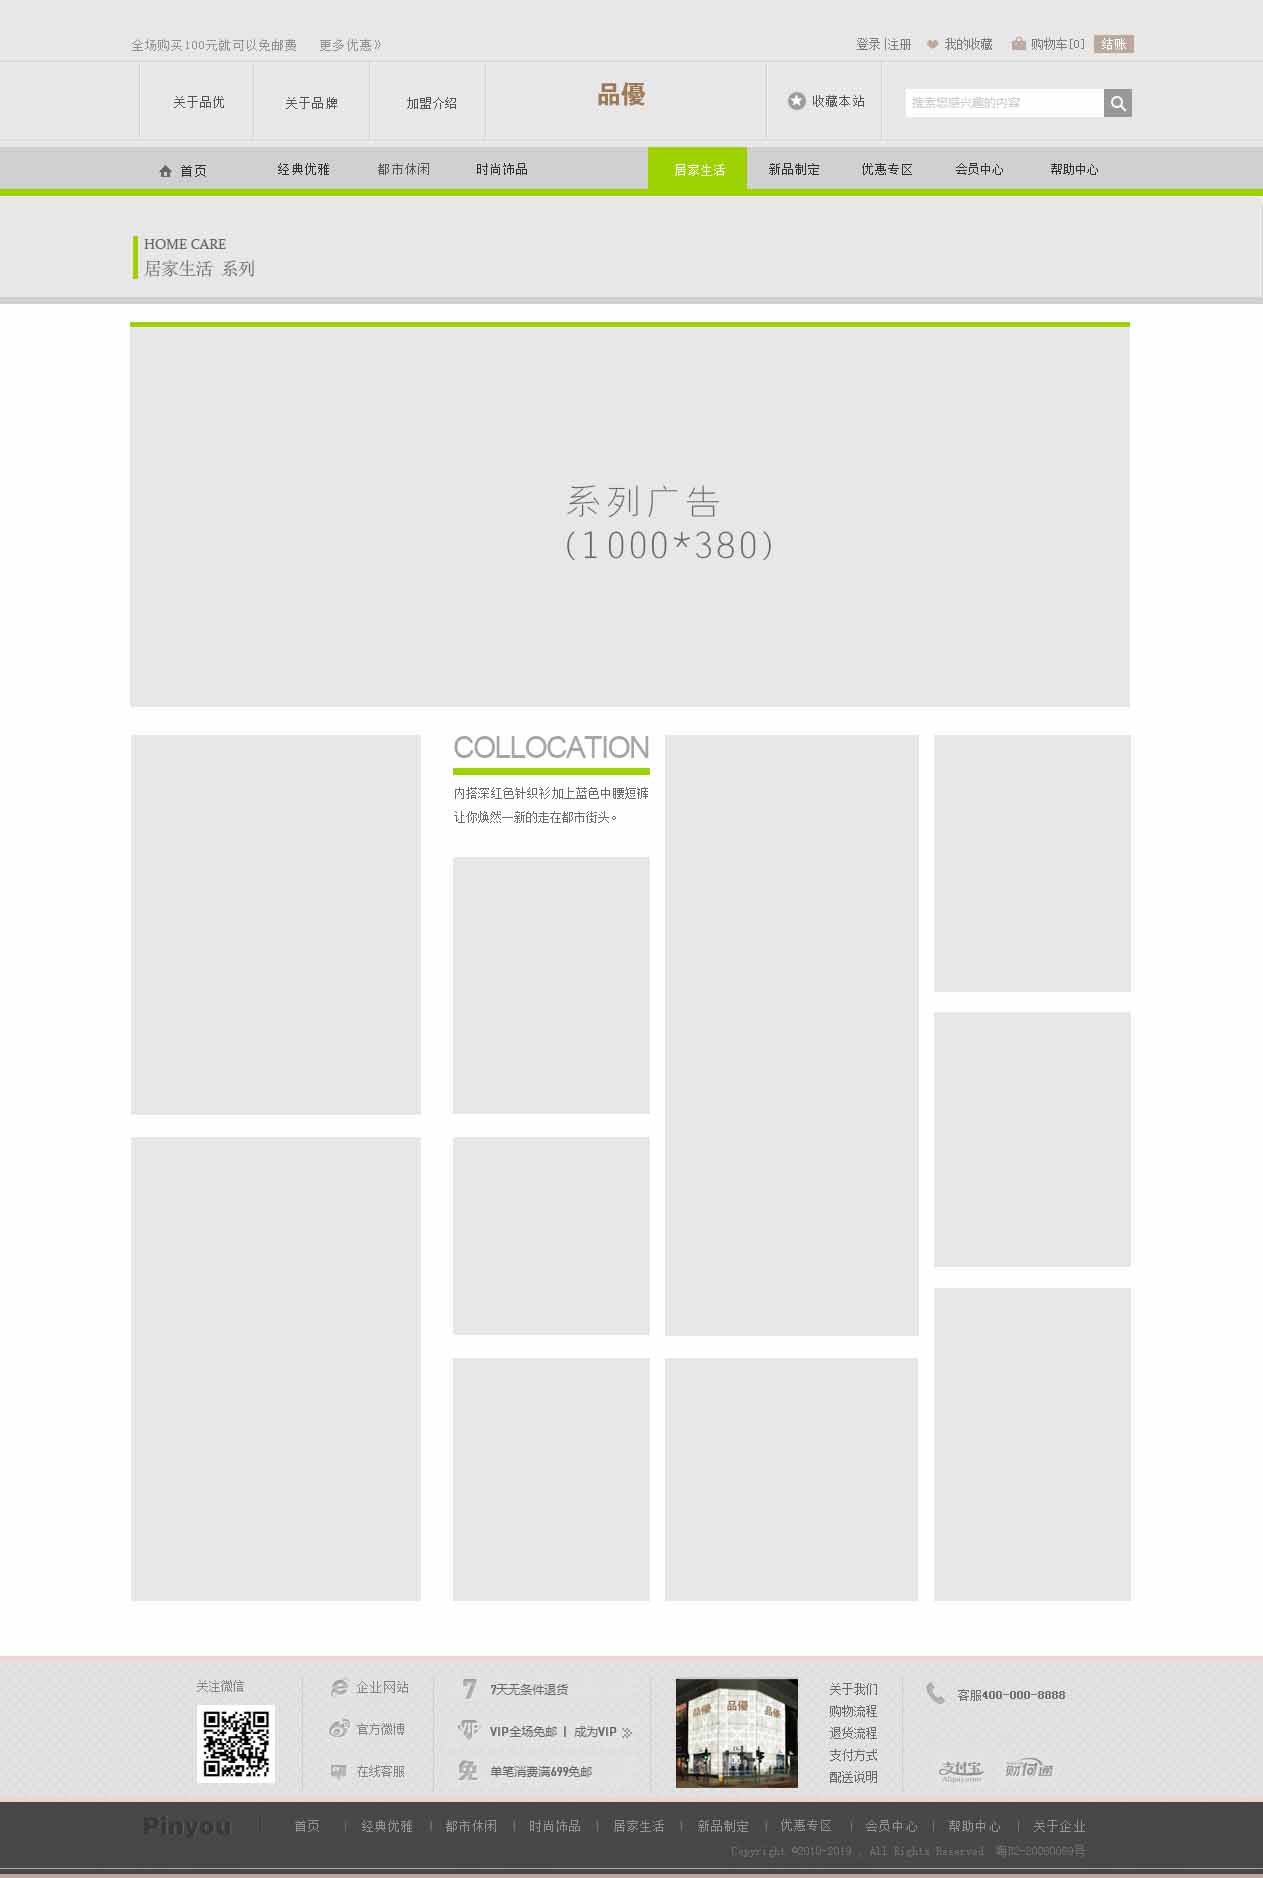 全场购买100元就可以免邮费 更多优惠》
登录 |注册 我的收藏 购物车[0] 结账
关于品优 关于品牌 加盟介绍 品優 收藏本站 搜索您感兴趣的内容
首页 经典优雅 都市休闲 时尚饰品 居家生活 新品制定 优惠专区 会员中心 帮助中心
HOME CARE
居家生活 系列
系列广告
(1000*380)
COLLOCATION
内搭深红色针织衫加上蓝色中腰短裤
让你焕然一新的走在都市街头。
关注微信
企业网站
官方微博
在线客服
7 7天无条件退货
VIP VIP全场免邮 | 成为VIP
免 单笔消费满699免邮
品優 品優 品優
关于我们
购物流程
退货流程
支付方式
配送说明
客服400-000-8888
支付宝 财付通
Alipay.com
Pinyou 首页 | 经典优雅 | 都市休闲 | 时尚饰品 | 居家生活 | 新品制定 | 优惠专区 | 会员中心 | 帮助中心 | 关于企业
Copyright ©2010-2019 . All Rights Reserved